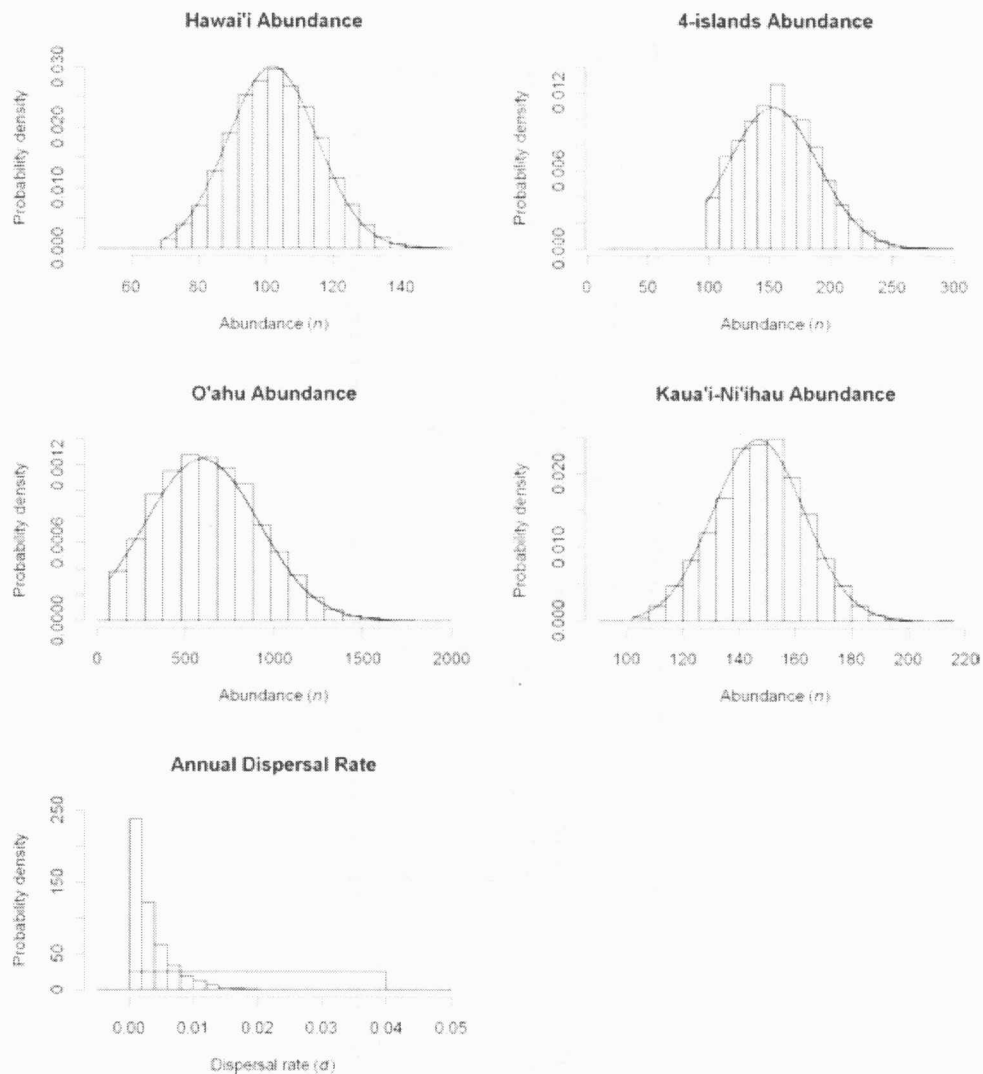 Hawai'i Abundance
Probability density
0.000 0.010 0.020 0.030
60 80 100 120 140
Abundance (n)
4-islands Abundance
Probability density
0.000 0.006 0.012
0 50 100 150 200 250 300
Abundance (n)
O'ahu Abundance
Probability density
0.0000 0.0006 0.0012
0 500 1000 1500 2000
Abundance (n)
Kaua'i-Ni'ihau Abundance
Probability density
0.000 0.010 0.020
100 120 140 160 180 200 220
Abundance (n)
Annual Dispersal Rate
Probability density
0 50 150 250
0.00 0.01 0.02 0.03 0.04 0.05
Dispersal rate (d)